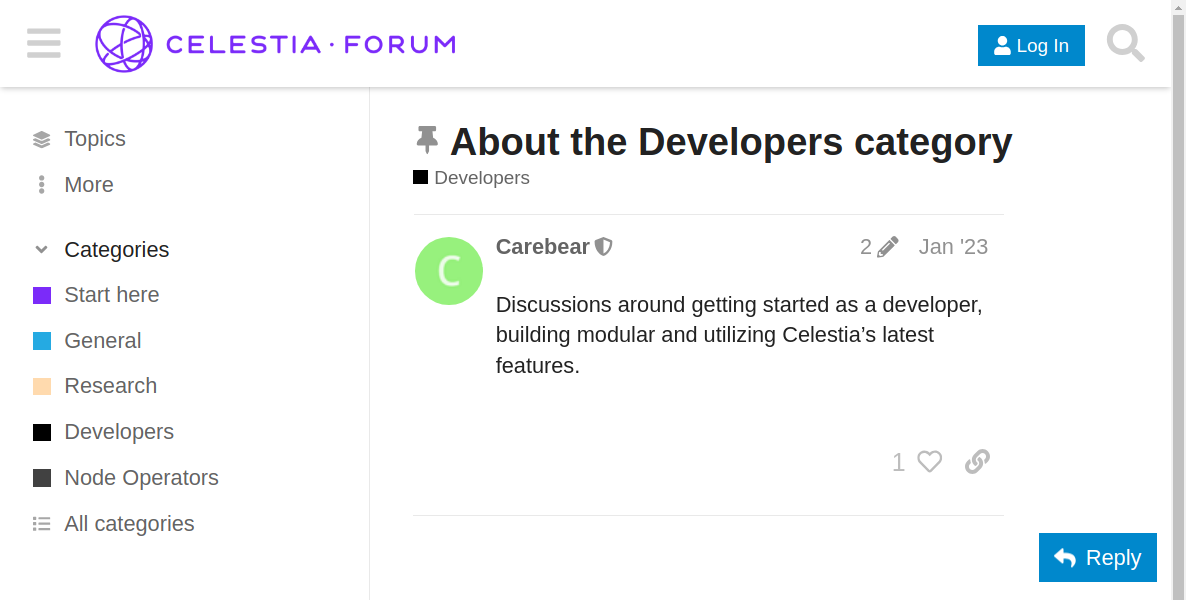 CELESTIA · FORUM
Log In
Topics
More
Categories
Start here
General
Research
Developers
Node Operators
All categories
About the Developers category
Developers
C
Carebear
2
Jan '23
Discussions around getting started as a developer,
building modular and utilizing Celestia’s latest
features.
1
Reply